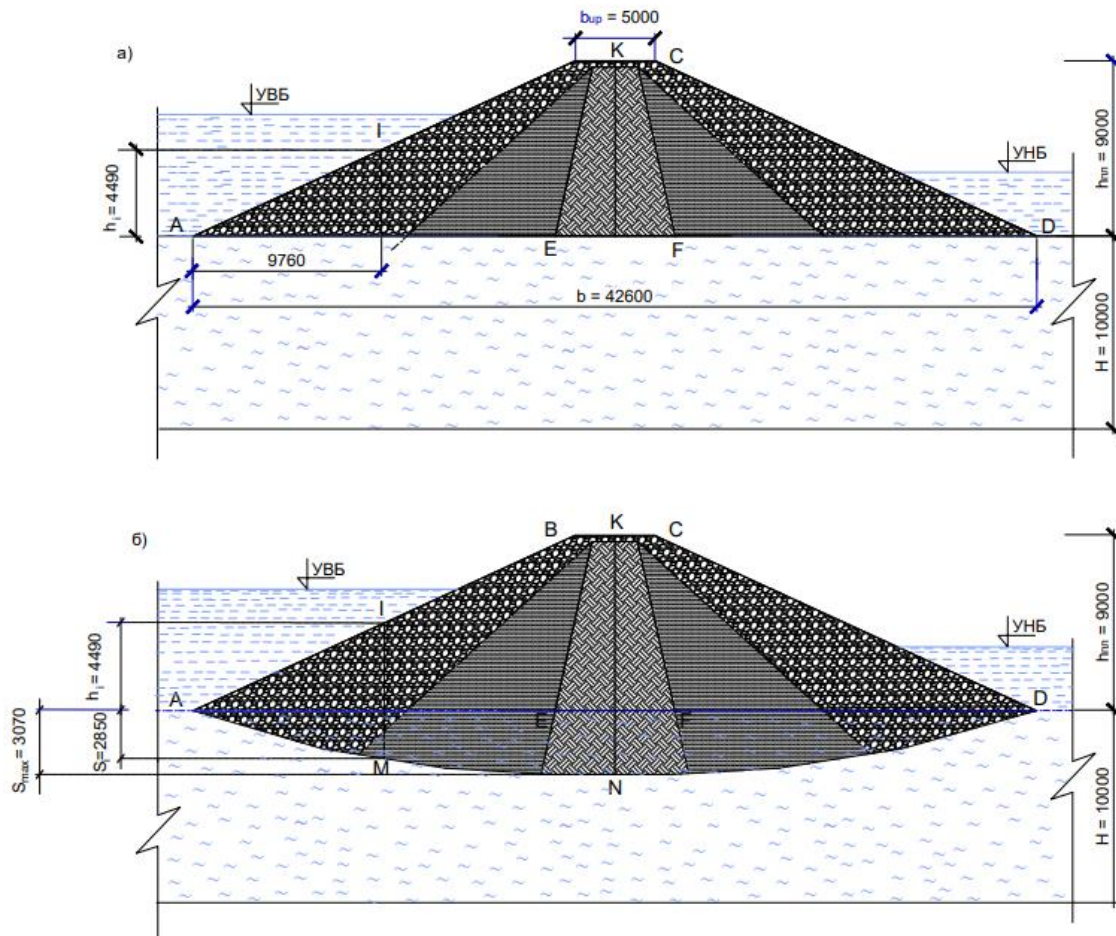 b_up = 5000
а)
K
C
УВБ
I
УНБ
h_i = 4490
h_пл = 9000
A
D
E
F
9760
b = 42600
H = 10000
б)
B
K
C
УВБ
I
УНБ
h_i = 4490
h_пл = 9000
A
D
E
F
S_max = 3070
S_i=2850
M
N
H = 10000